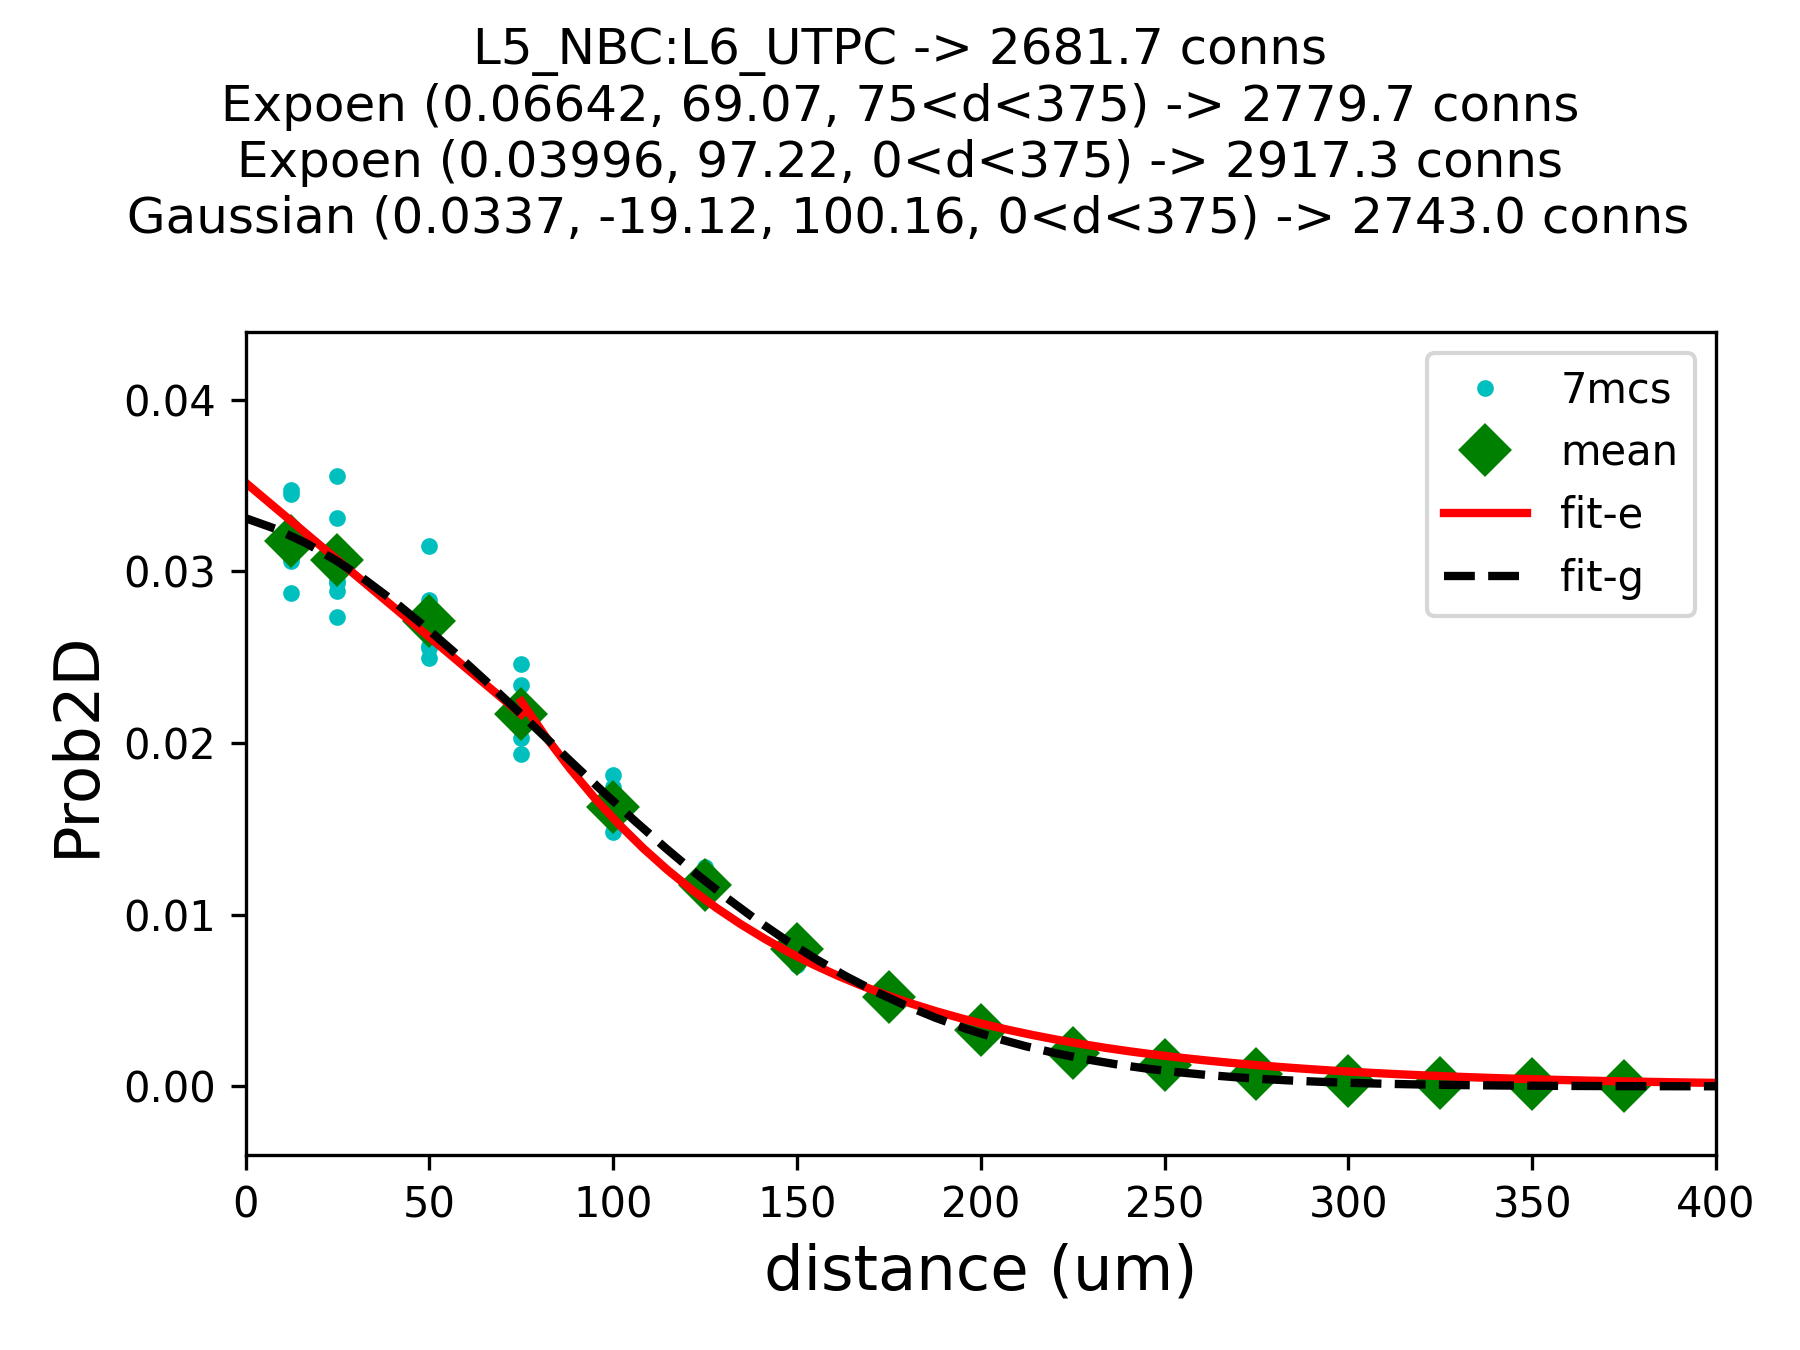 L5_NBC:L6_UTPC -> 2681.7 conns
Expoen (0.06642, 69.07, 75<d<375) -> 2779.7 conns
Expoen (0.03996, 97.22, 0<d<375) -> 2917.3 conns
Gaussian (0.0337, -19.12, 100.16, 0<d<375) -> 2743.0 conns
7mcs
mean
fit-e
fit-g
0.04
0.03
0.02
0.01
0.00
Prob2D
0 50 100 150 200 250 300 350 400
distance (um)